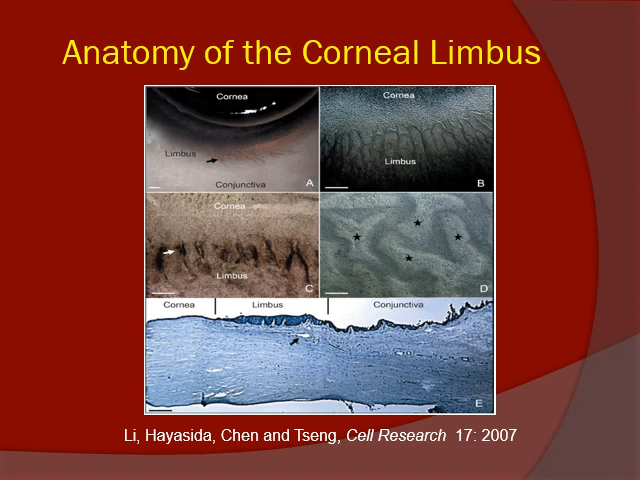 Anatomy of the Corneal Limbus
Cornea
Limbus
Conjunctiva
A
Cornea
Limbus
B
Cornea
Limbus
C
D
Cornea
Limbus
Conjunctiva
E
Li, Hayasida, Chen and Tseng, Cell Research 17: 2007